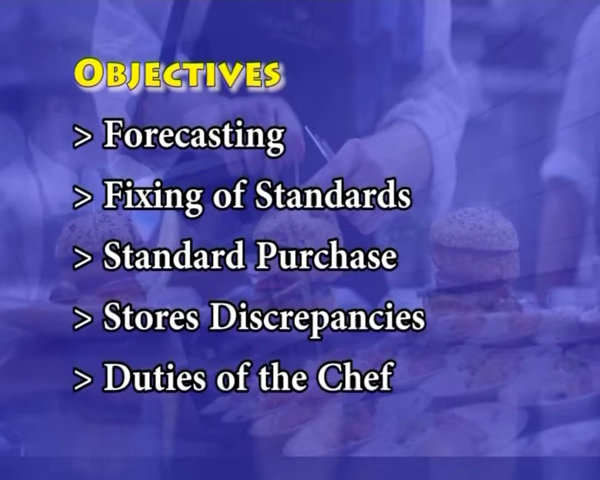 OBJECTIVES
> Forecasting
> Fixing of Standards
> Standard Purchase
> Stores Discrepancies
> Duties of the Chef